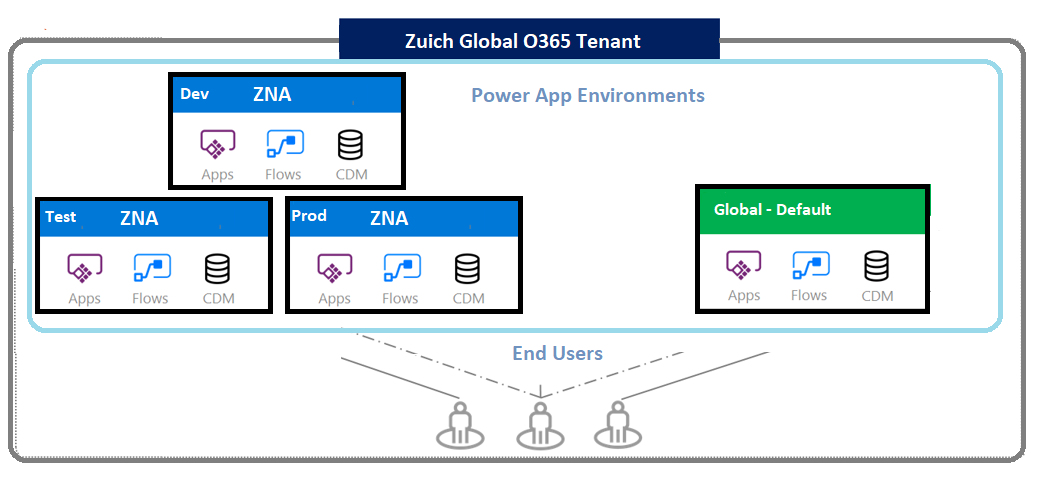 Zuich Global O365 Tenant
Power App Environments
Dev ZNA
Apps Flows CDM
Test ZNA
Apps Flows CDM
Prod ZNA
Apps Flows CDM
Global - Default
Apps Flows CDM
End Users